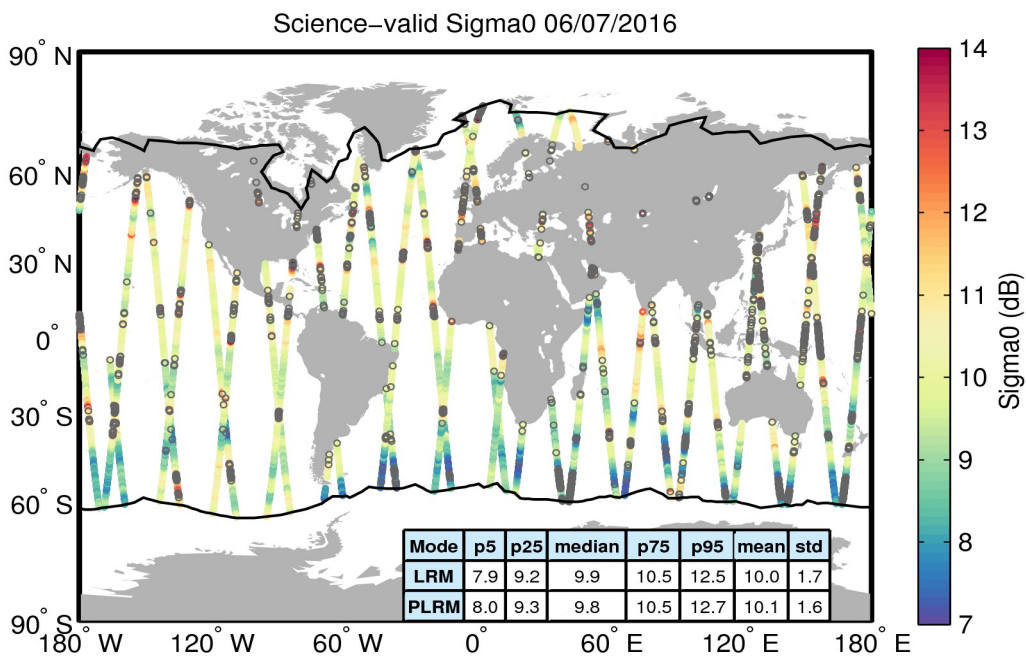 Science−valid Sigma0 06/07/2016
90° N
60° N
30° N
0°
30° S
60° S
90° S
180° W
120° W
60° W
0°
60° E
120° E
180° E
14
13
12
11
10
9
8
7
Sigma0 (dB)
Mode p5 p25 median p75 p95 mean std
LRM 7.9 9.2 9.9 10.5 12.5 10.0 1.7
PLRM 8.0 9.3 9.8 10.5 12.7 10.1 1.6